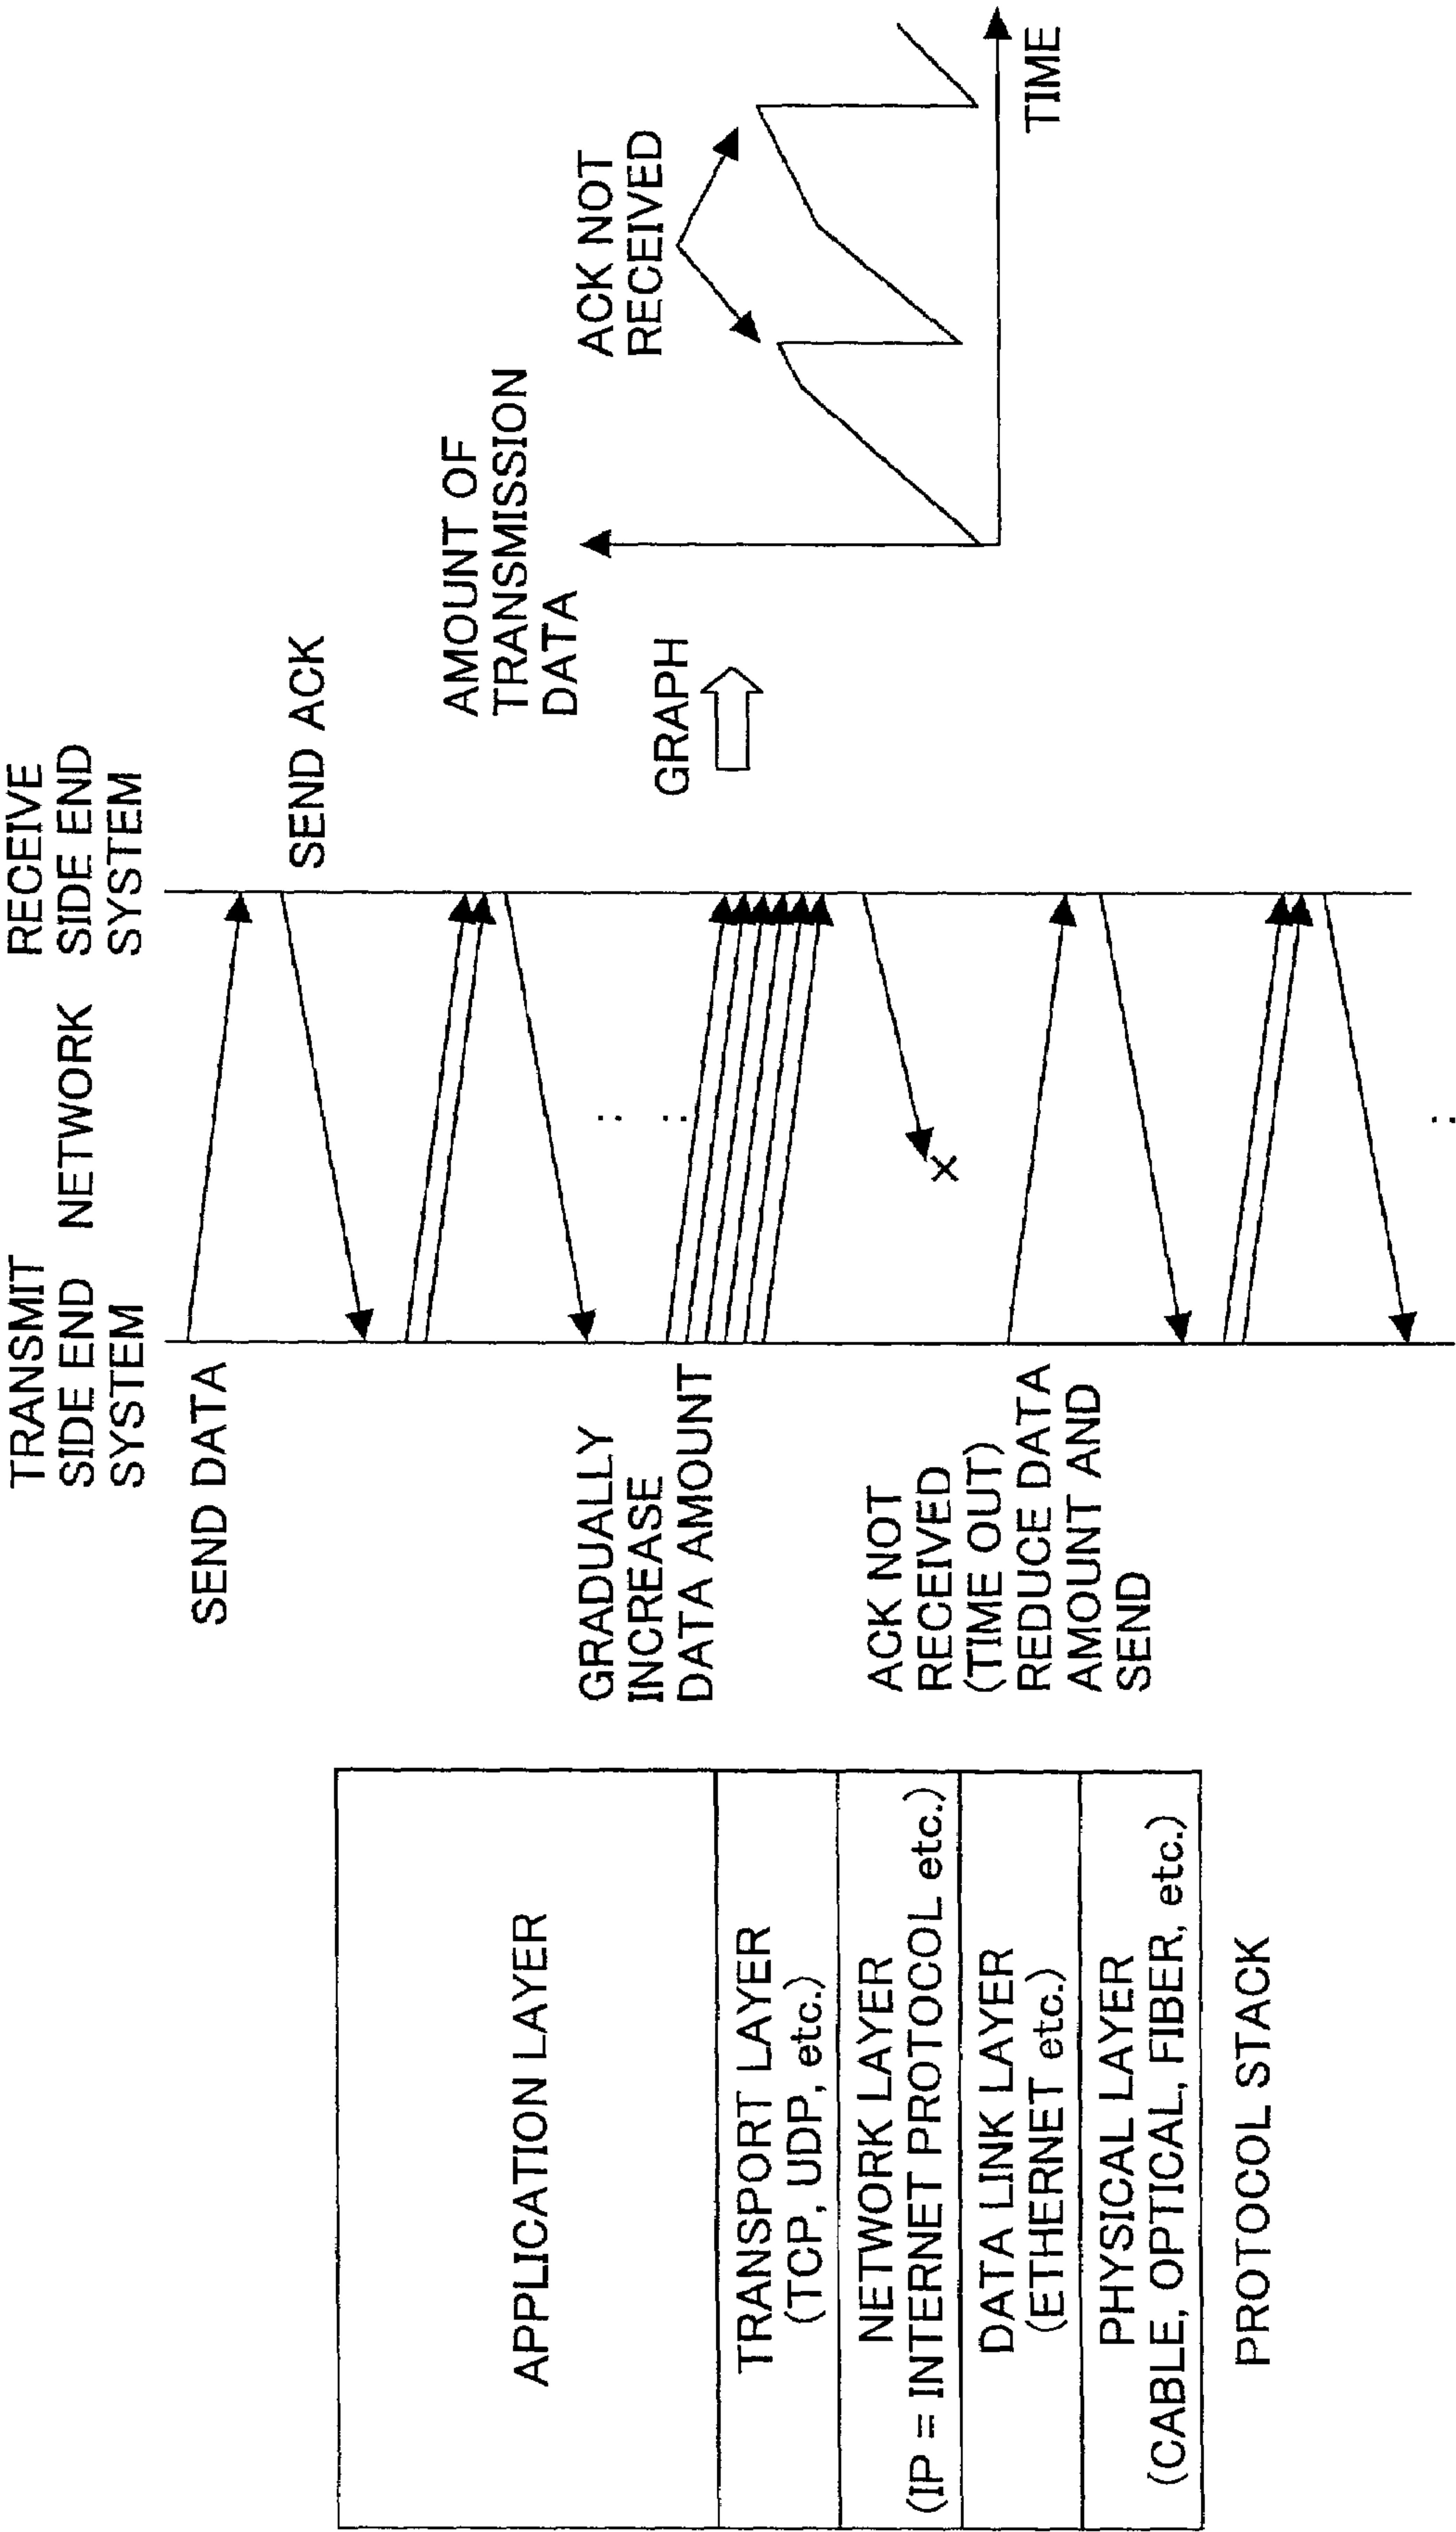 APPLICATION LAYER
TRANSPORT LAYER
(TCP, UDP, etc.)
NETWORK LAYER
(IP = INTERNET PROTOCOL etc.)
DATA LINK LAYER
(ETHERNET etc.)
PHYSICAL LAYER
(CABLE, OPTICAL, FIBER, etc.)
PROTOCOL STACK
TRANSMIT
SIDE END
SYSTEM
NETWORK
RECEIVE
SIDE END
SYSTEM
SEND DATA
SEND ACK
GRADUALLY
INCREASE
DATA AMOUNT
ACK NOT
RECEIVED
(TIME OUT)
REDUCE DATA
AMOUNT AND
SEND
GRAPH
AMOUNT OF
TRANSMISSION
DATA
ACK NOT
RECEIVED
TIME